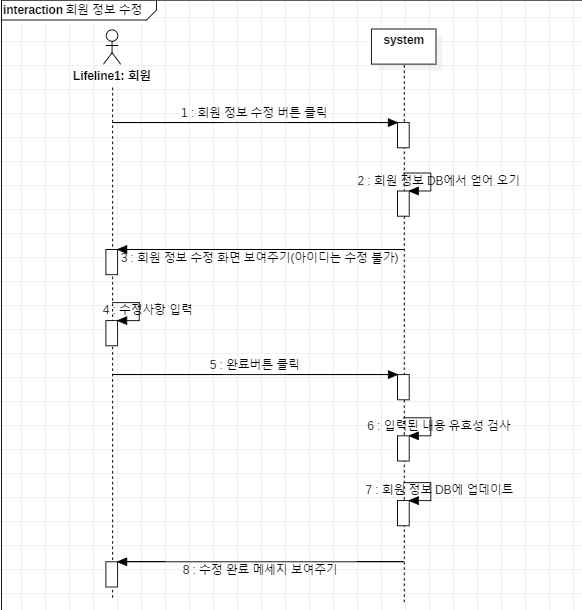 interaction 회원 정보 수정
Lifeline1: 회원
system
1 : 회원 정보 수정 버튼 클릭
2 : 회원 정보 DB에서 얻어 오기
3 : 회원 정보 수정 화면 보여주기(아이디는 수정 불가)
4 : 수정사항 입력
5 : 완료버튼 클릭
6 : 입력된 내용 유효성 검사
7 : 회원 정보 DB에 업데이트
8 : 수정 완료 메세지 보여주기